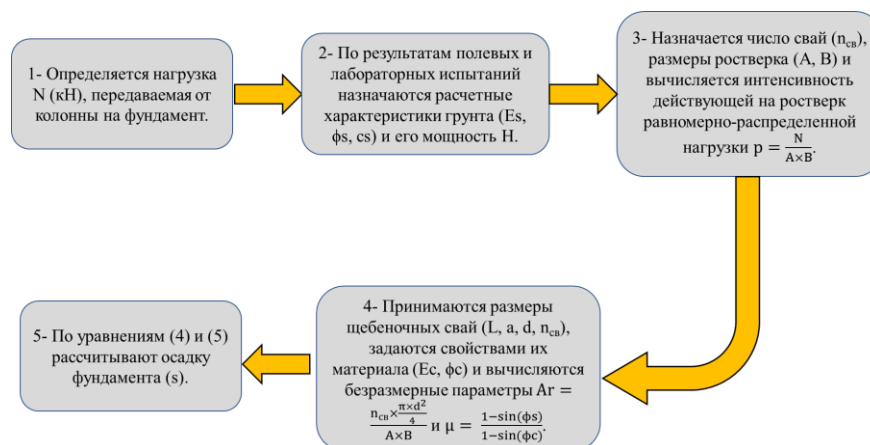 1- Определяется нагрузка
N (кН), передаваемая от
колонны на фундамент.
2- По результатам полевых и
лабораторных испытаний
назначаются расчетные
характеристики грунта (Es,
ϕs, cs) и его мощность H.
3- Назначается число свай (nсв),
размеры ростверка (A, B) и
вычисляется интенсивность
действующей на ростверк
равномерно-распределенной
нагрузки p = N/(A×B).
4- Принимаются размеры
щебеночных свай (L, a, d, nсв),
задаются свойствами их
материала (Ec, ϕc) и вычисляются
безразмерные параметры Ar =
(nсв×(π×d²/4))/(A×B) и μ = (1−sin(ϕs))/(1−sin(ϕc)).
5- По уравнениям (4) и (5)
рассчитывают осадку
фундамента (s).